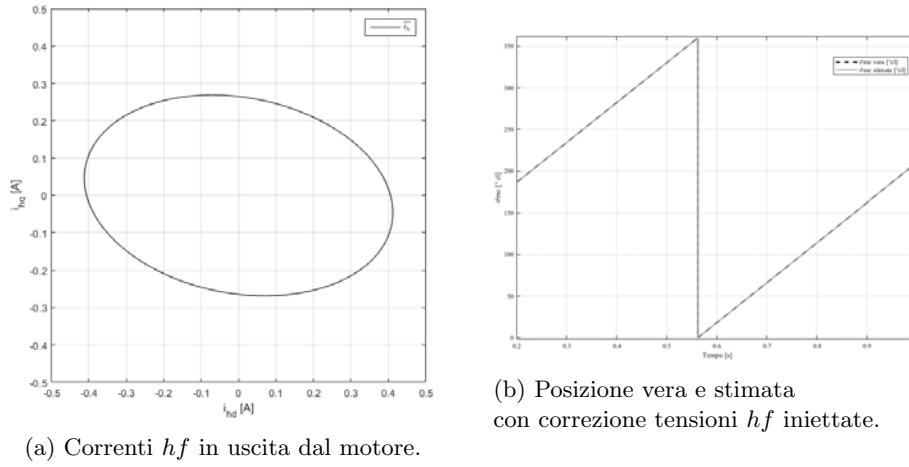 0.5
0.4
0.3
0.2
0.1
0
-0.1
-0.2
-0.3
-0.4
-0.5
-0.5 -0.4 -0.3 -0.2 -0.1 0 0.1 0.2 0.3 0.4 0.5
i_hq [A]
i_hd [A]
(a) Correnti hf in uscita dal motore.
350
300
250
200
150
100
50
0
0.2 0.3 0.4 0.5 0.6 0.7 0.8 0.9
Tempo [s]
vera [°el]
stimata [°el]
(b) Posizione vera e stimata
con correzione tensioni hf iniettate.